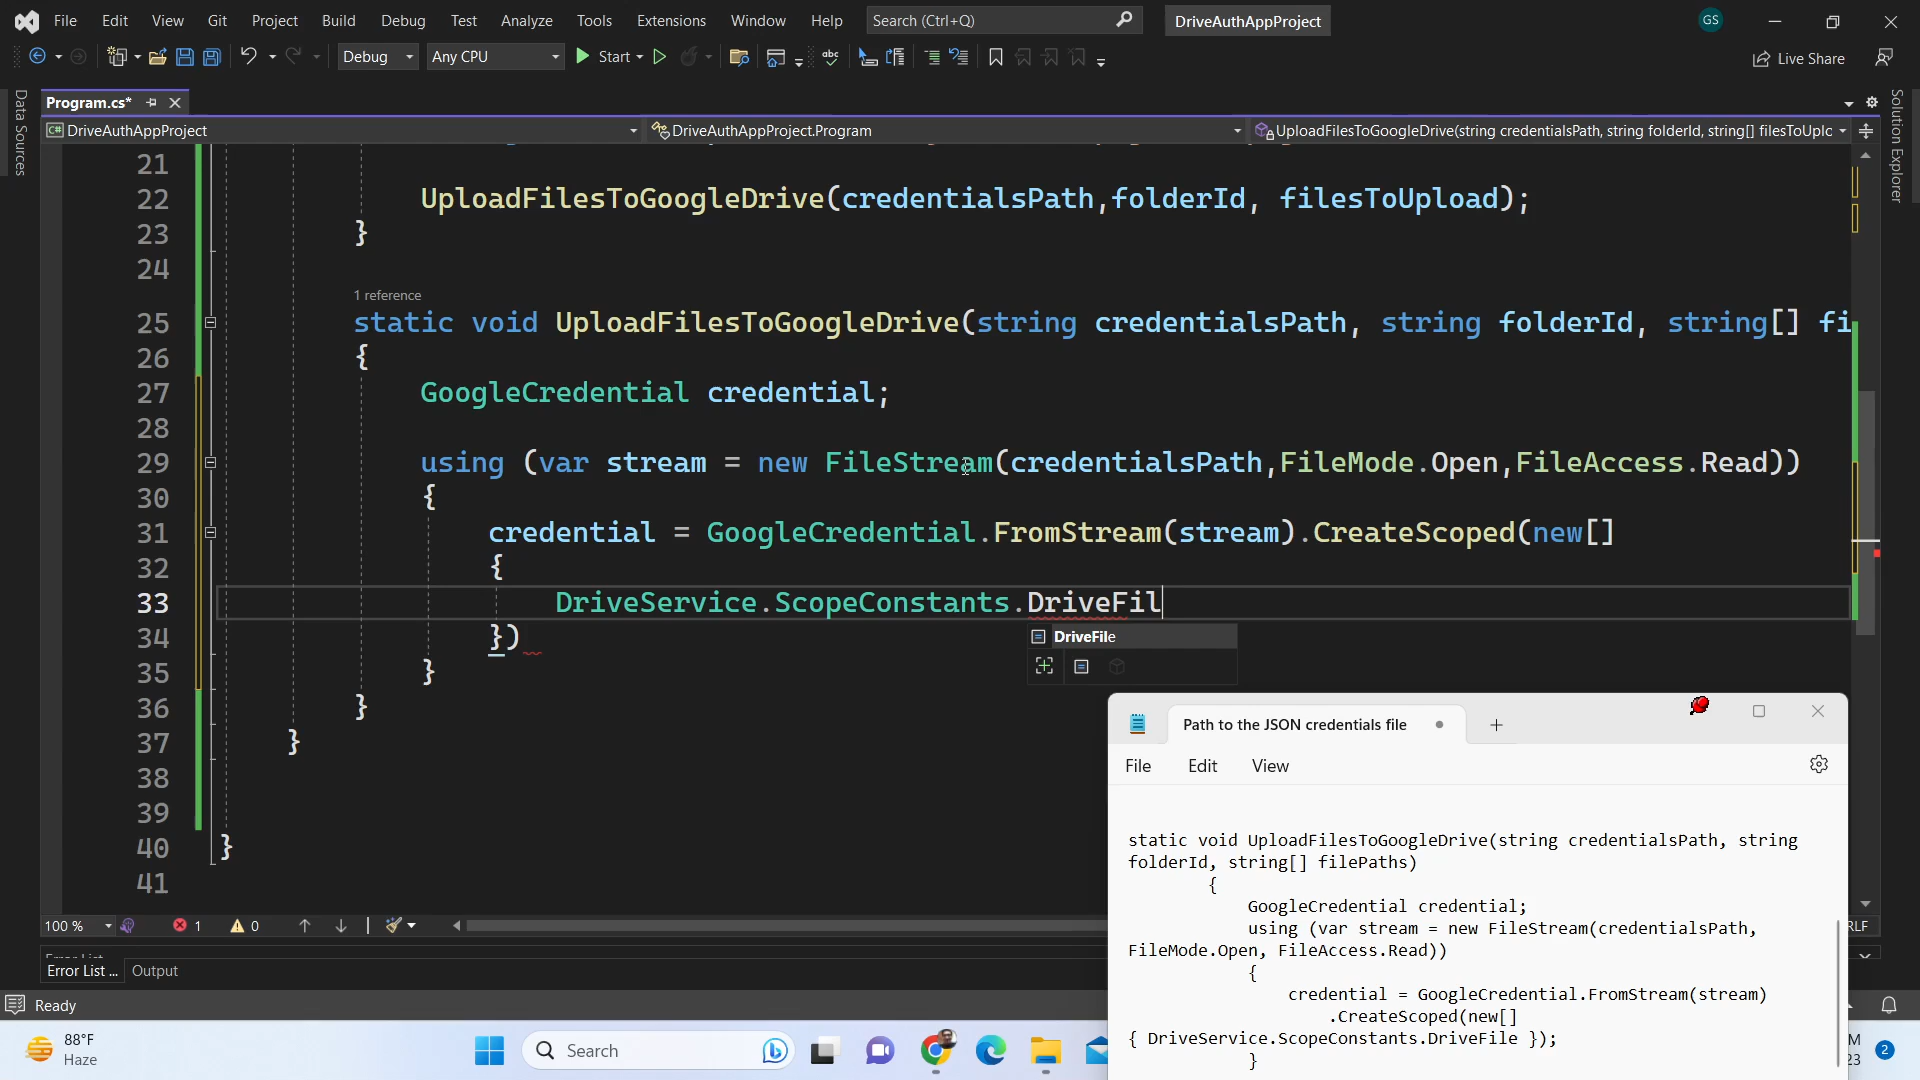 File Edit View Git Project Build Debug Test Analyze Tools Extensions Window Help Search (Ctrl+Q) DriveAuthAppProject GS
Debug Any CPU Start abc Live Share
Data Sources
Program.cs*
Solution Explorer
C# DriveAuthAppProject DriveAuthAppProject.Program UploadFilesToGoogleDrive(string credentialsPath, string folderId, string[] filesToUplo
21
22 UploadFilesToGoogleDrive(credentialsPath,folderId, filesToUpload);
23 }
24
1 reference
25 static void UploadFilesToGoogleDrive(string credentialsPath, string folderId, string[] fi
26 {
27 GoogleCredential credential;
28
29 using (var stream = new FileStream(credentialsPath,FileMode.Open,FileAccess.Read))
30 {
31 credential = GoogleCredential.FromStream(stream).CreateScoped(new[]
32 {
33 DriveService.ScopeConstants.DriveFil
DriveFile
34 })
35 }
36 }
37 }
38
39
40 }
41
Path to the JSON credentials file
File Edit View
static void UploadFilesToGoogleDrive(string credentialsPath, string
folderId, string[] filePaths)
{
GoogleCredential credential;
using (var stream = new FileStream(credentialsPath,
FileMode.Open, FileAccess.Read))
{
credential = GoogleCredential.FromStream(stream)
.CreateScoped(new[]
{ DriveService.ScopeConstants.DriveFile });
}
100 % 1 0 RLF
Error List ... Output
Ready
88°F
Haze
Search
M
23
2